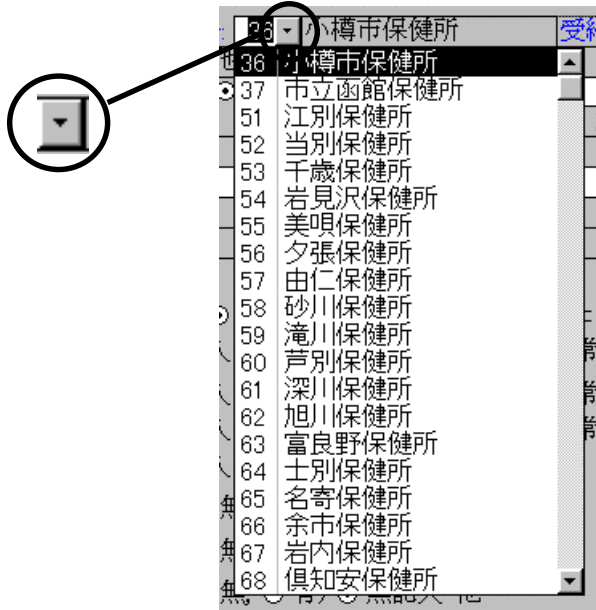 36 小樽市保健所 受
36 小樽市保健所
37 市立函館保健所
51 江別保健所
52 当別保健所
53 千歳保健所
54 岩見沢保健所
55 美唄保健所
56 夕張保健所
57 由仁保健所
58 砂川保健所
59 滝川保健所
60 芦別保健所
61 深川保健所
62 旭川保健所
63 富良野保健所
64 士別保健所
65 名寄保健所
66 余市保健所
67 岩内保健所
68 倶知安保健所